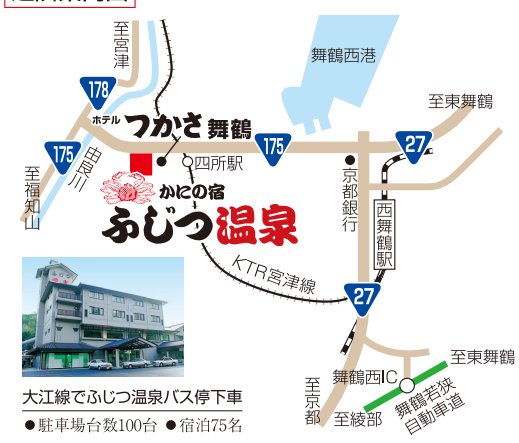 至宮津
舞鶴西港
178
至東舞鶴
ホテル つかさ 舞鶴
175
27
175
由良川
至福知山
四所駅
京都銀行
かにの宿
ふじつ温泉
西舞鶴駅
KTR宮津線
27
舞鶴西IC
至東舞鶴
至京都
至綾部
舞鶴若狭
自動車道
大江線でふじつ温泉バス停下車
●駐車場台数100台 ●宿泊75名